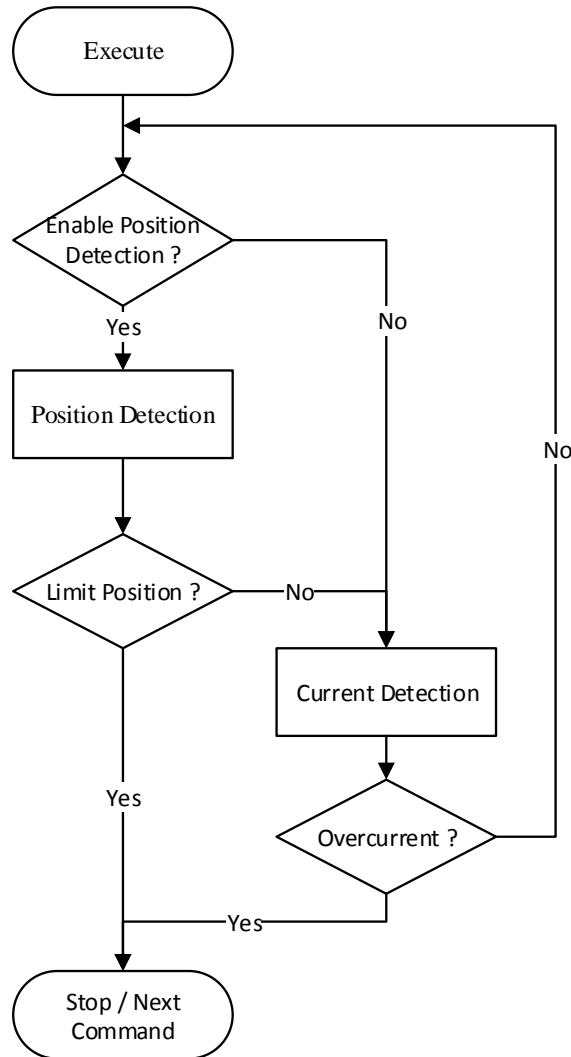 Execute
Enable Position
Detection ?
No
Yes
Position Detection
No
Limit Position ?
No
Current Detection
Yes
Overcurrent ?
Yes
Stop / Next
Command